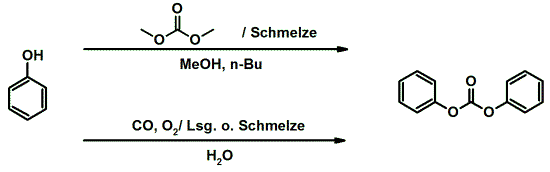 O
O O / Schmelze
OH
MeOH, n-Bu
O
O O
CO, O2/ Lsg. o. Schmelze
H2O